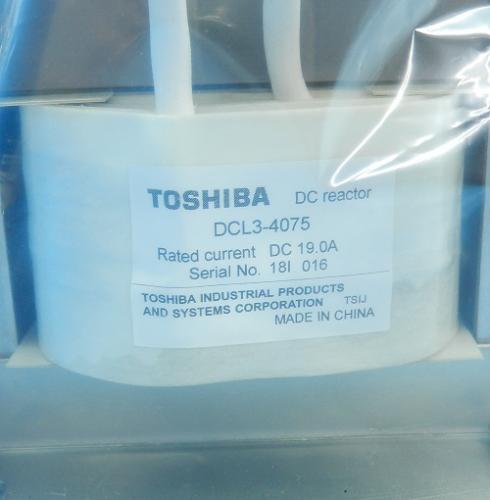 TOSHIBA DC reactor
DCL3-4075
Rated current DC 19.0A
Serial No. 18I 016
TOSHIBA INDUSTRIAL PRODUCTS
AND SYSTEMS CORPORATION TSIJ
MADE IN CHINA